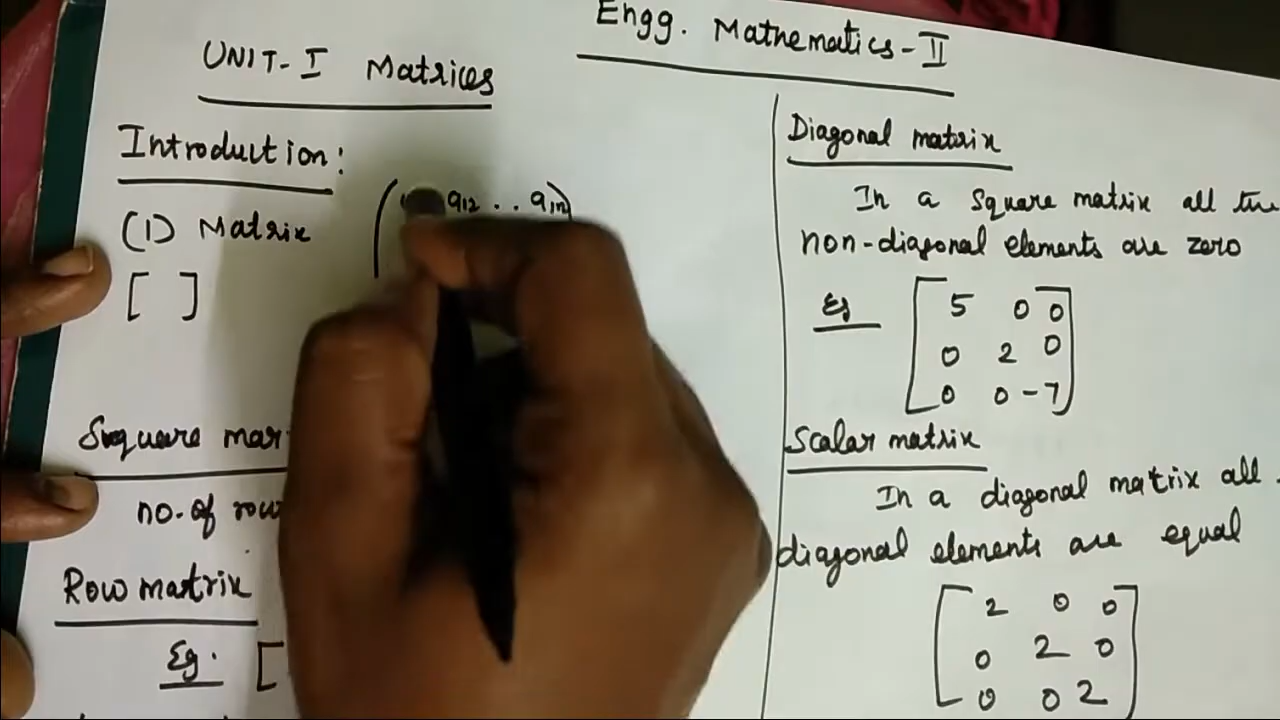 Engg. Mathematics-II
UNIT-I Matrices
Introduction:
(1) Matrix
a12 . . a1n
[ ]
Square
no. of row
Row matrix
Eg. [
Diagonal matrix
In a square matrix all the
non-diagonal elements are zero
Eg
5 0 0
0 2 0
0 0 -7
Scalar matrix
In a diagonal matrix all
diagonal elements are equal
2 0 0
0 2 0
0 0 2